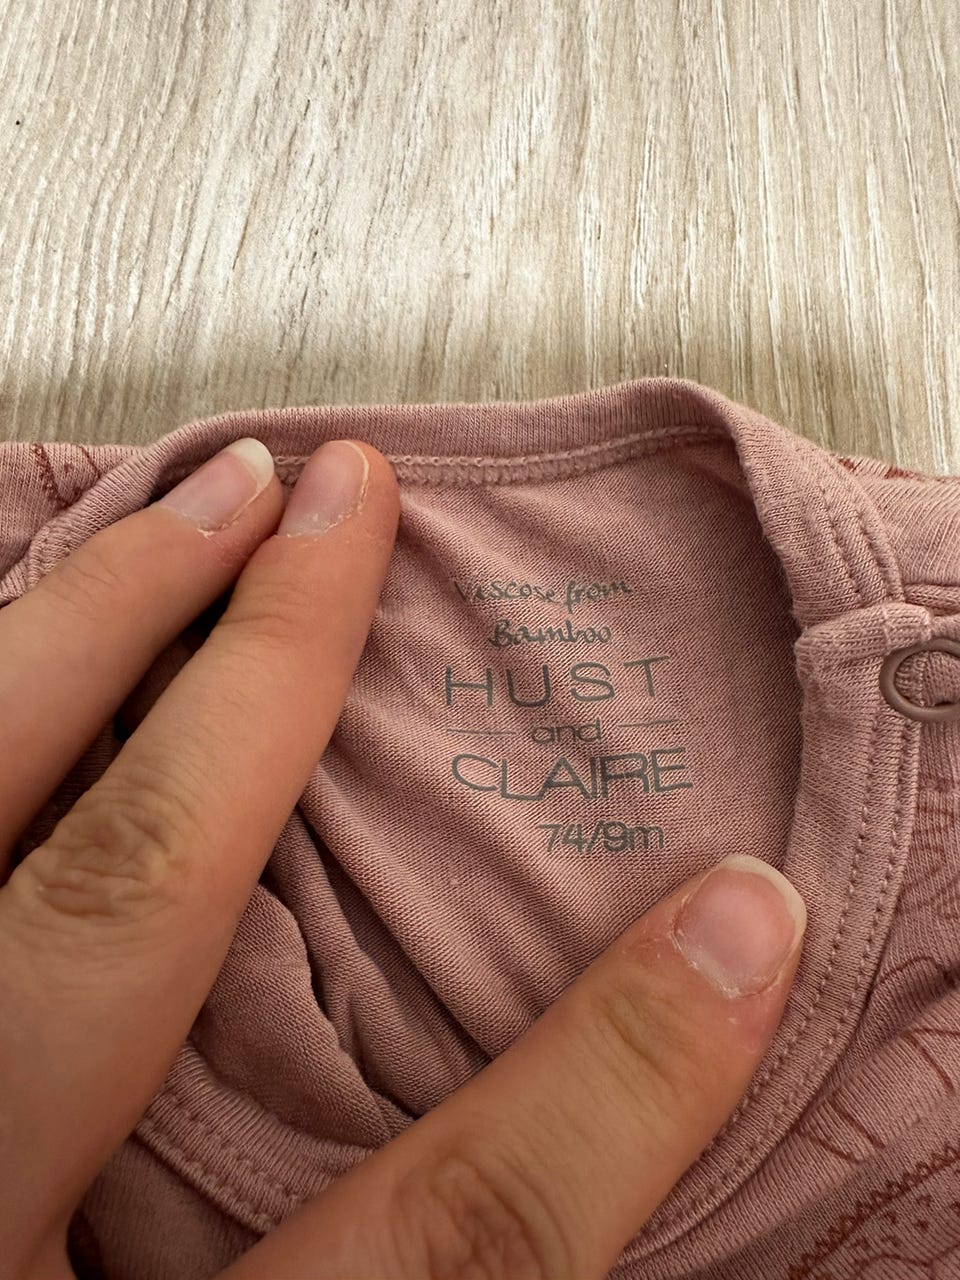 Viscose from
Bamboo
HUST
and
CLAIRE
74/9m